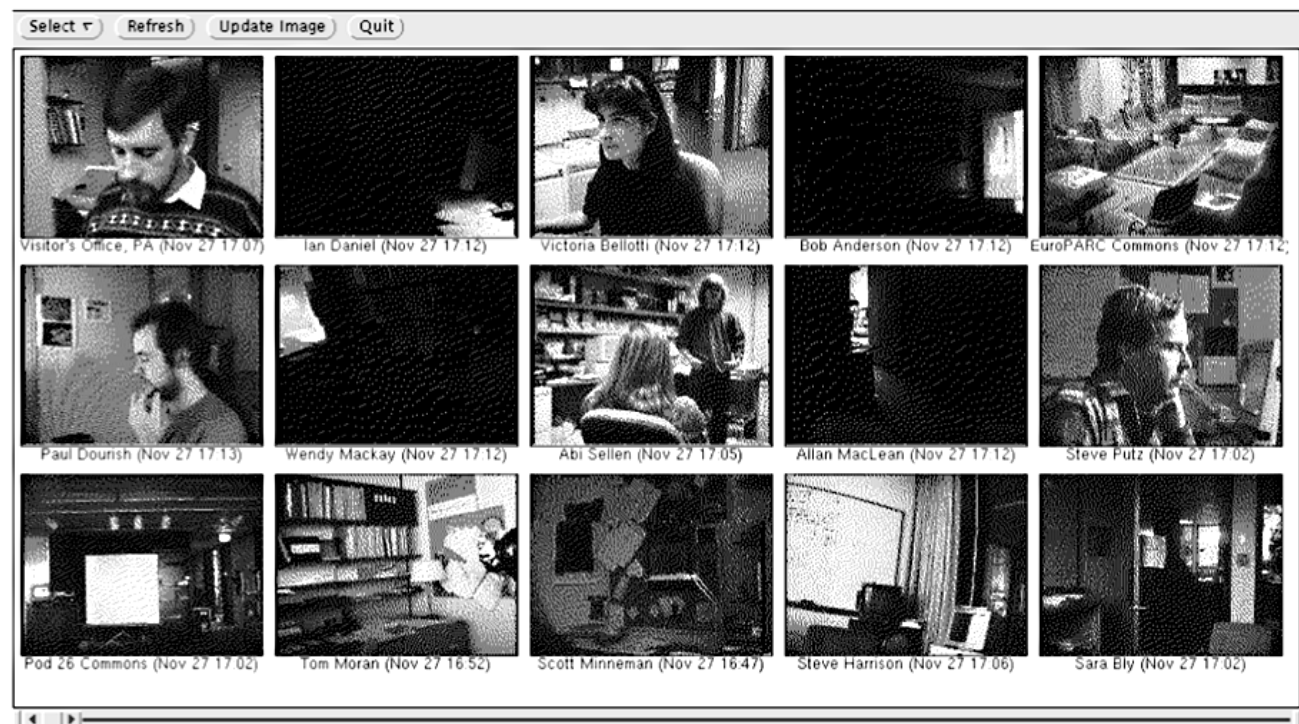 Select Refresh Update Image Quit
Visitor's Office, PA (Nov 27 17:07) Ian Daniel (Nov 27 17:12) Victoria Bellotti (Nov 27 17:12) Bob Anderson (Nov 27 17:12) EuroPARC Commons (Nov 27 17:12)
Paul Dourish (Nov 27 17:13) Wendy Mackay (Nov 27 17:12) Abi Sellen (Nov 27 17:05) Allan MacLean (Nov 27 17:12) Steve Putz (Nov 27 17:02)
Pod 26 Commons (Nov 27 17:02) Tom Moran (Nov 27 16:52) Scott Minneman (Nov 27 16:47) Steve Harrison (Nov 27 17:06) Sara Bly (Nov 27 17:02)